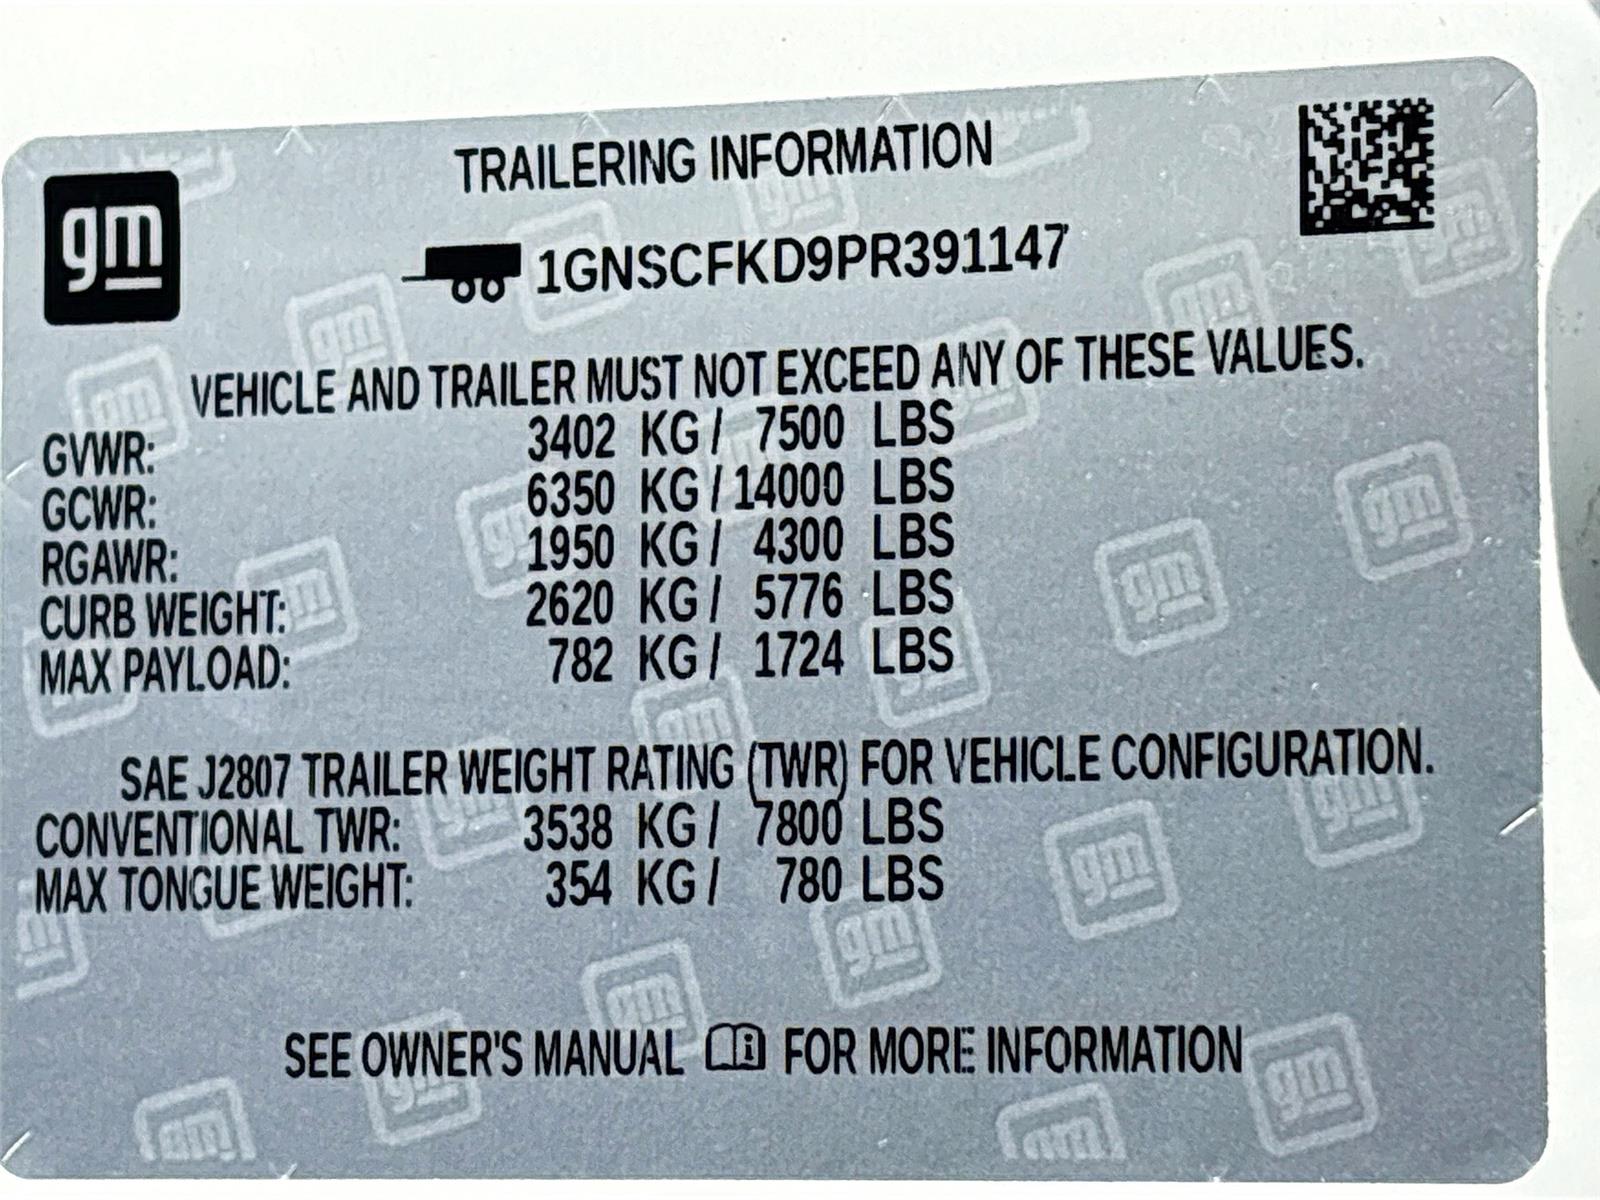 gm
TRAILERING INFORMATION
1GNSCFKD9PR391147
VEHICLE AND TRAILER MUST NOT EXCEED ANY OF THESE VALUES.
GVWR: 3402 KG / 7500 LBS
GCWR: 6350 KG / 14000 LBS
RGAWR: 1950 KG / 4300 LBS
CURB WEIGHT: 2620 KG / 5776 LBS
MAX PAYLOAD: 782 KG / 1724 LBS
SAE J2807 TRAILER WEIGHT RATING (TWR) FOR VEHICLE CONFIGURATION.
CONVENTIONAL TWR: 3538 KG / 7800 LBS
MAX TONGUE WEIGHT: 354 KG / 780 LBS
SEE OWNER'S MANUAL FOR MORE INFORMATION